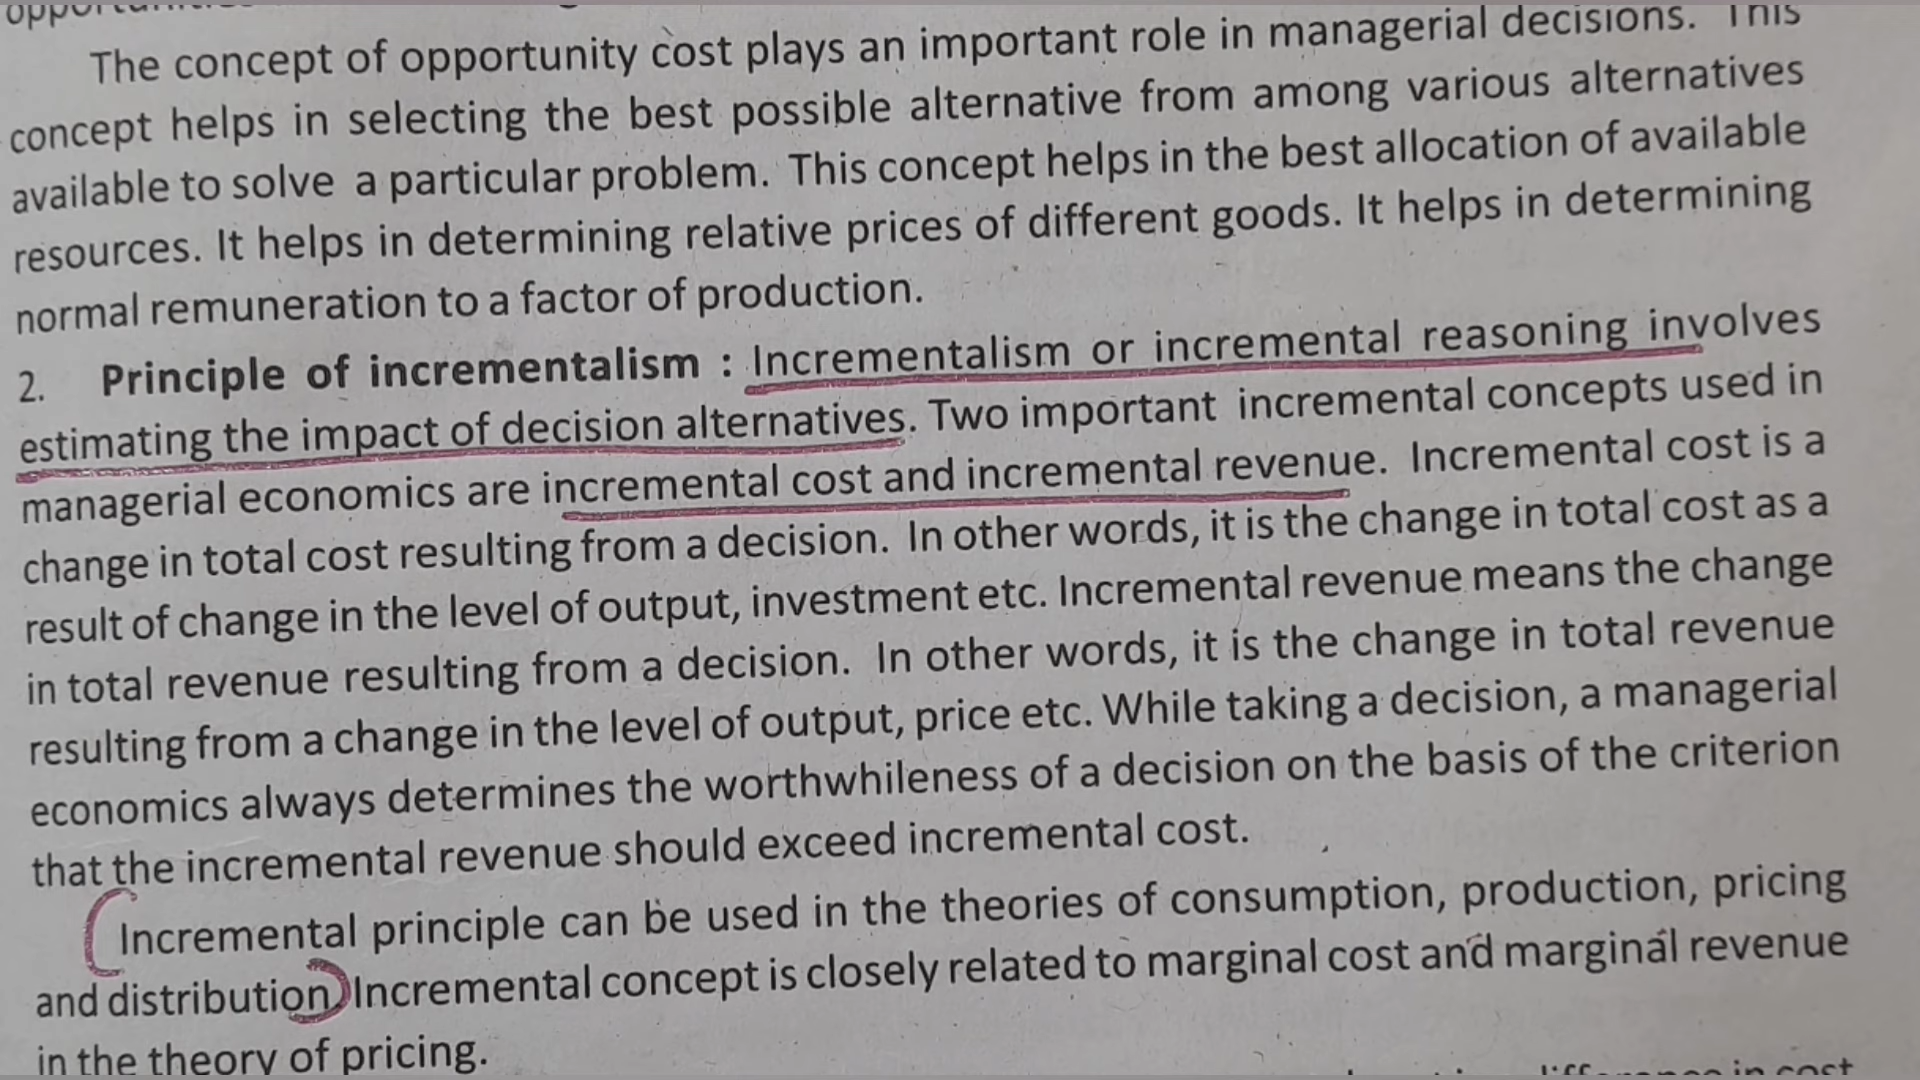 The concept of opportunity cost plays an important role in managerial decisions. This
concept helps in selecting the best possible alternative from among various alternatives
available to solve a particular problem. This concept helps in the best allocation of available
resources. It helps in determining relative prices of different goods. It helps in determining
normal remuneration to a factor of production.
2. Principle of incrementalism : Incrementalism or incremental reasoning involves
estimating the impact of decision alternatives. Two important incremental concepts used in
managerial economics are incremental cost and incremental revenue. Incremental cost is a
change in total cost resulting from a decision. In other words, it is the change in total cost as a
result of change in the level of output, investment etc. Incremental revenue means the change
in total revenue resulting from a decision. In other words, it is the change in total revenue
resulting from a change in the level of output, price etc. While taking a decision, a managerial
economics always determines the worthwhileness of a decision on the basis of the criterion
that the incremental revenue should exceed incremental cost.
Incremental principle can be used in the theories of consumption, production, pricing
and distribution. Incremental concept is closely related to marginal cost and marginal revenue
in the theory of pricing.
in cost